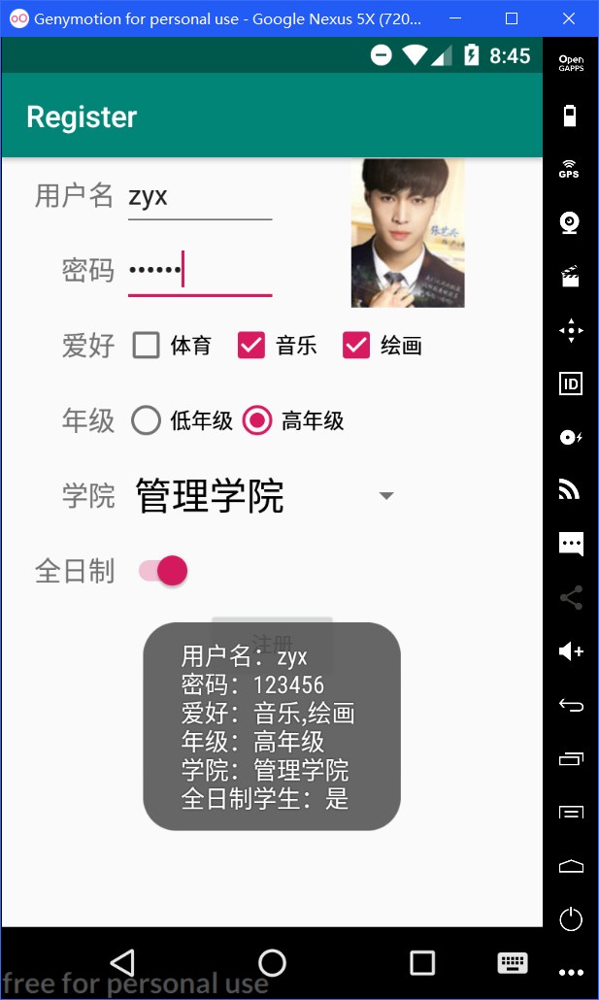 Genymotion for personal use - Google Nexus 5X (720...
Open
GAPPS
8:45
Register
GPS
用户名 zyx
张艺兴
密码 ••••••
爱好 体育 音乐 绘画
ID
年级 低年级 高年级
学院 管理学院
全日制
注册
用户名：zyx
密码：123456
爱好：音乐,绘画
年级：高年级
学院：管理学院
全日制学生：是
free for personal use